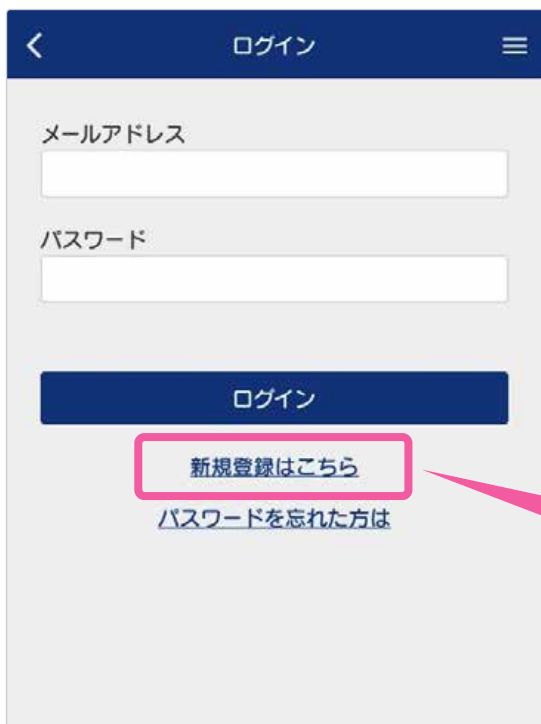 ログイン
メールアドレス
パスワード
ログイン
新規登録はこちら
パスワードを忘れた方は